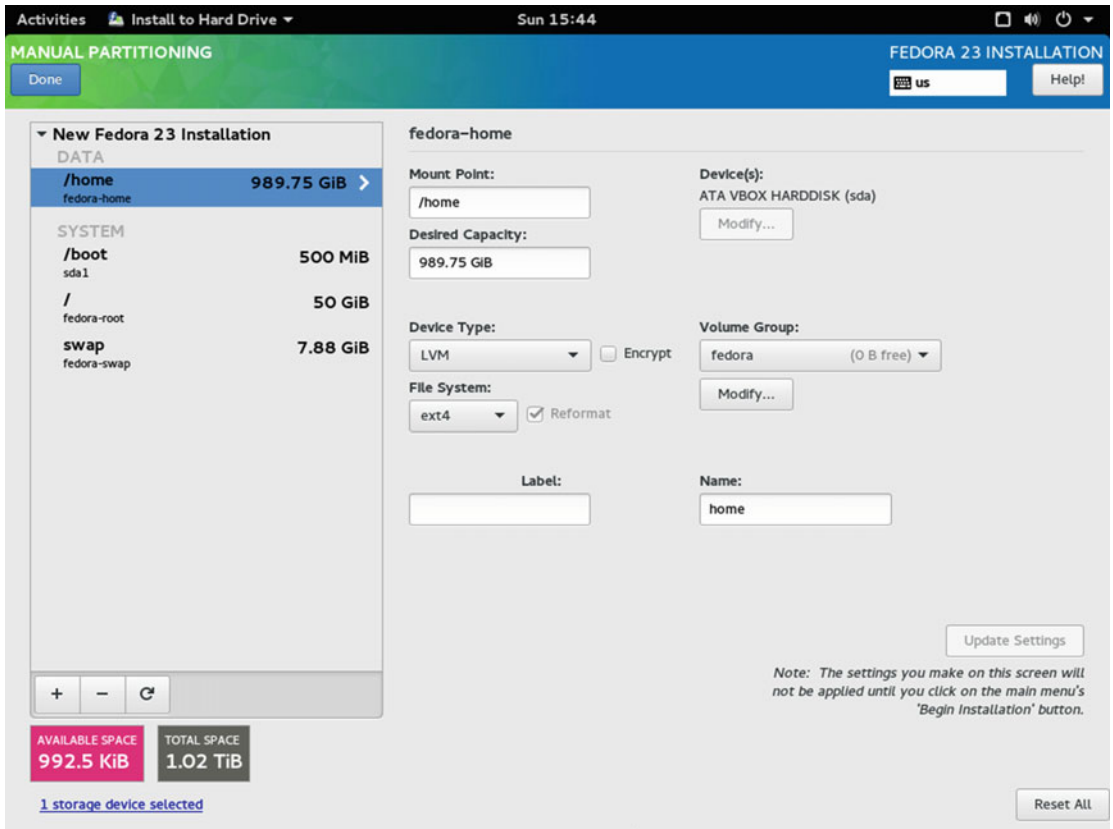 Activities Install to Hard Drive Sun 15:44
MANUAL PARTITIONING
FEDORA 23 INSTALLATION
Done
us
Help!
New Fedora 23 Installation
DATA
/home 989.75 GiB
fedora-home
SYSTEM
/boot 500 MiB
sda1
/ 50 GiB
fedora-root
swap 7.88 GiB
fedora-swap
+ -
AVAILABLE SPACE
992.5 KiB
TOTAL SPACE
1.02 TiB
1 storage device selected
fedora-home
Mount Point:
/home
Device(s):
ATA VBOX HARDDISK (sda)
Modify...
Desired Capacity:
989.75 GiB
Device Type:
LVM
Encrypt
Volume Group:
fedora (0 B free)
Modify...
File System:
ext4
Reformat
Label:
Name:
home
Update Settings
Note: The settings you make on this screen will
not be applied until you click on the main menu's
'Begin Installation' button.
Reset All